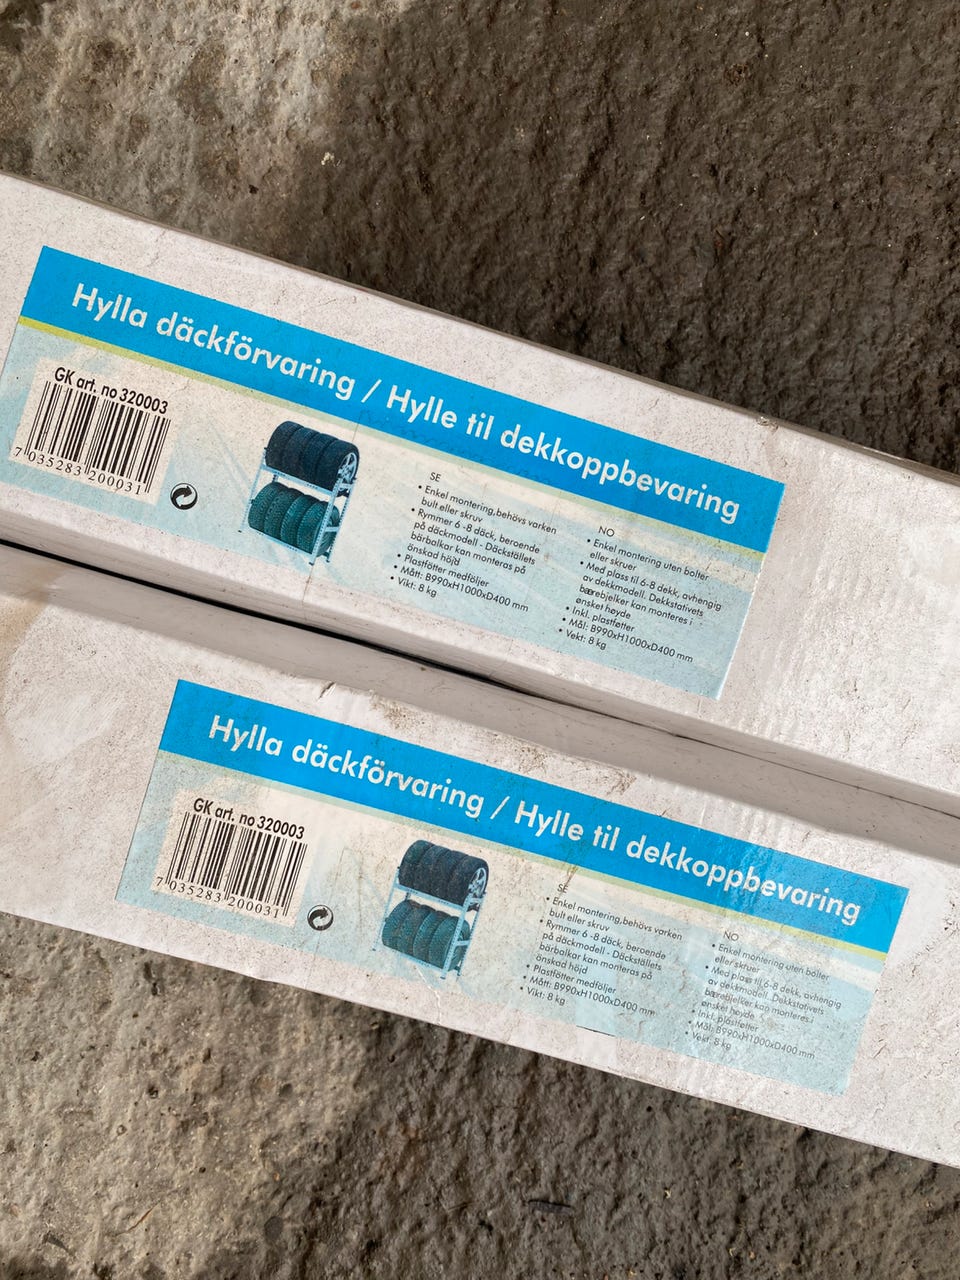 Hylla däckförvaring / Hylle til dekkoppbevaring
GK art. no 320003
7 035283 200031
SE
• Enkel montering,behövs varken
bult eller skruv
• Rymmer 6 -8 däck, beroende
på däckmodell - Däckställets
bärbalkar kan monteras på
önskad höjd
• Plastfötter medföljer
• Mått: B990xH1000xD400 mm
• Vikt: 8 kg
NO
• Enkel montering uten bolter
eller skruer
• Med plass til 6-8 dekk, avhengig
av dekkmodell. Dekkstativets
bærebjelker kan monteres i
ønsket høyde
• Inkl. plastføtter
• Mål: B990xH1000xD400 mm
• Vekt: 8 kg
Hylla däckförvaring / Hylle til dekkoppbevaring
GK art. no 320003
7 035283 200031
SE
• Enkel montering,behövs varken
bult eller skruv
• Rymmer 6 -8 däck, beroende
på däckmodell - Däckställets
bärbalkar kan monteras på
önskad höjd
• Plastfötter medföljer
• Mått: B990xH1000xD400 mm
• Vikt: 8 kg
NO
• Enkel montering uten bolter
eller skruer
• Med plass til 6-8 dekk, avhengig
av dekkmodell. Dekkstativets
bærebjelker kan monteres i
ønsket høyde
• Inkl. plastføtter
• Mål: B990xH1000xD400 mm
• Vekt: 8 kg